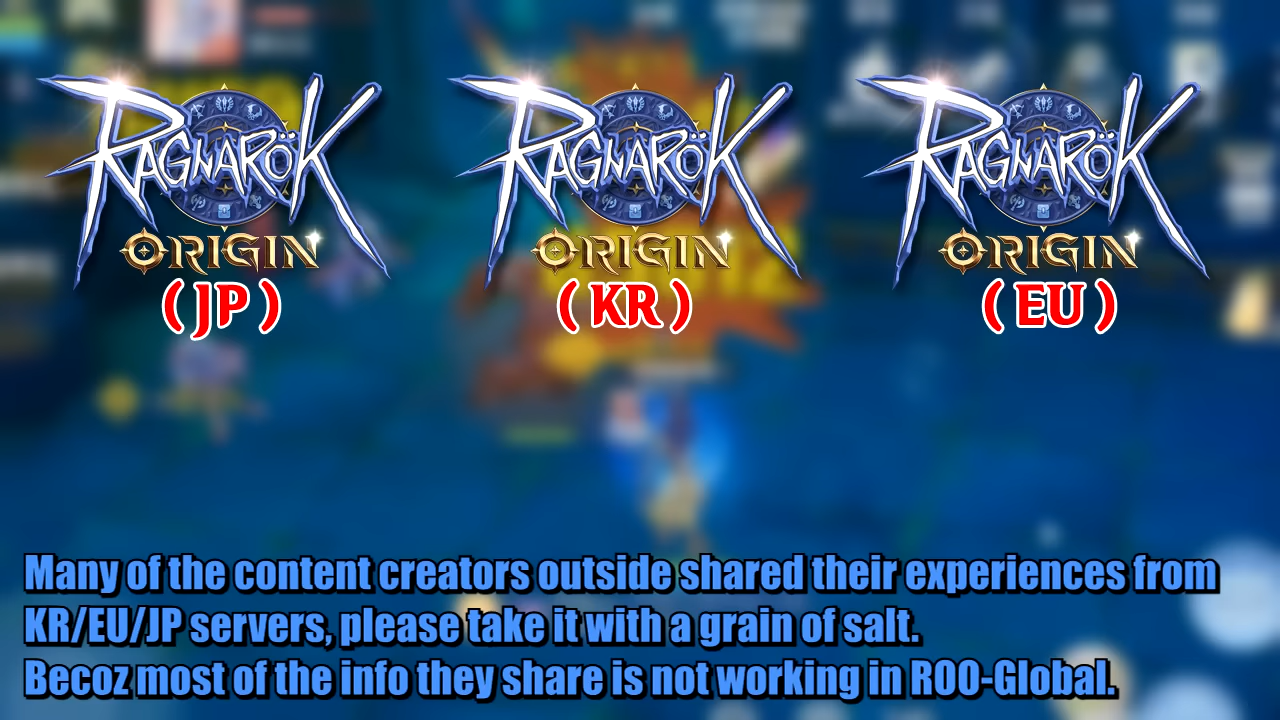 RAGNARÖK RAGNARÖK RAGNARÖK
ORIGIN ORIGIN ORIGIN
(JP) (KR) (EU)
Many of the content creators outside shared their experiences from
KR/EU/JP servers, please take it with a grain of salt.
Becoz most of the info they share is not working in ROO-Global.